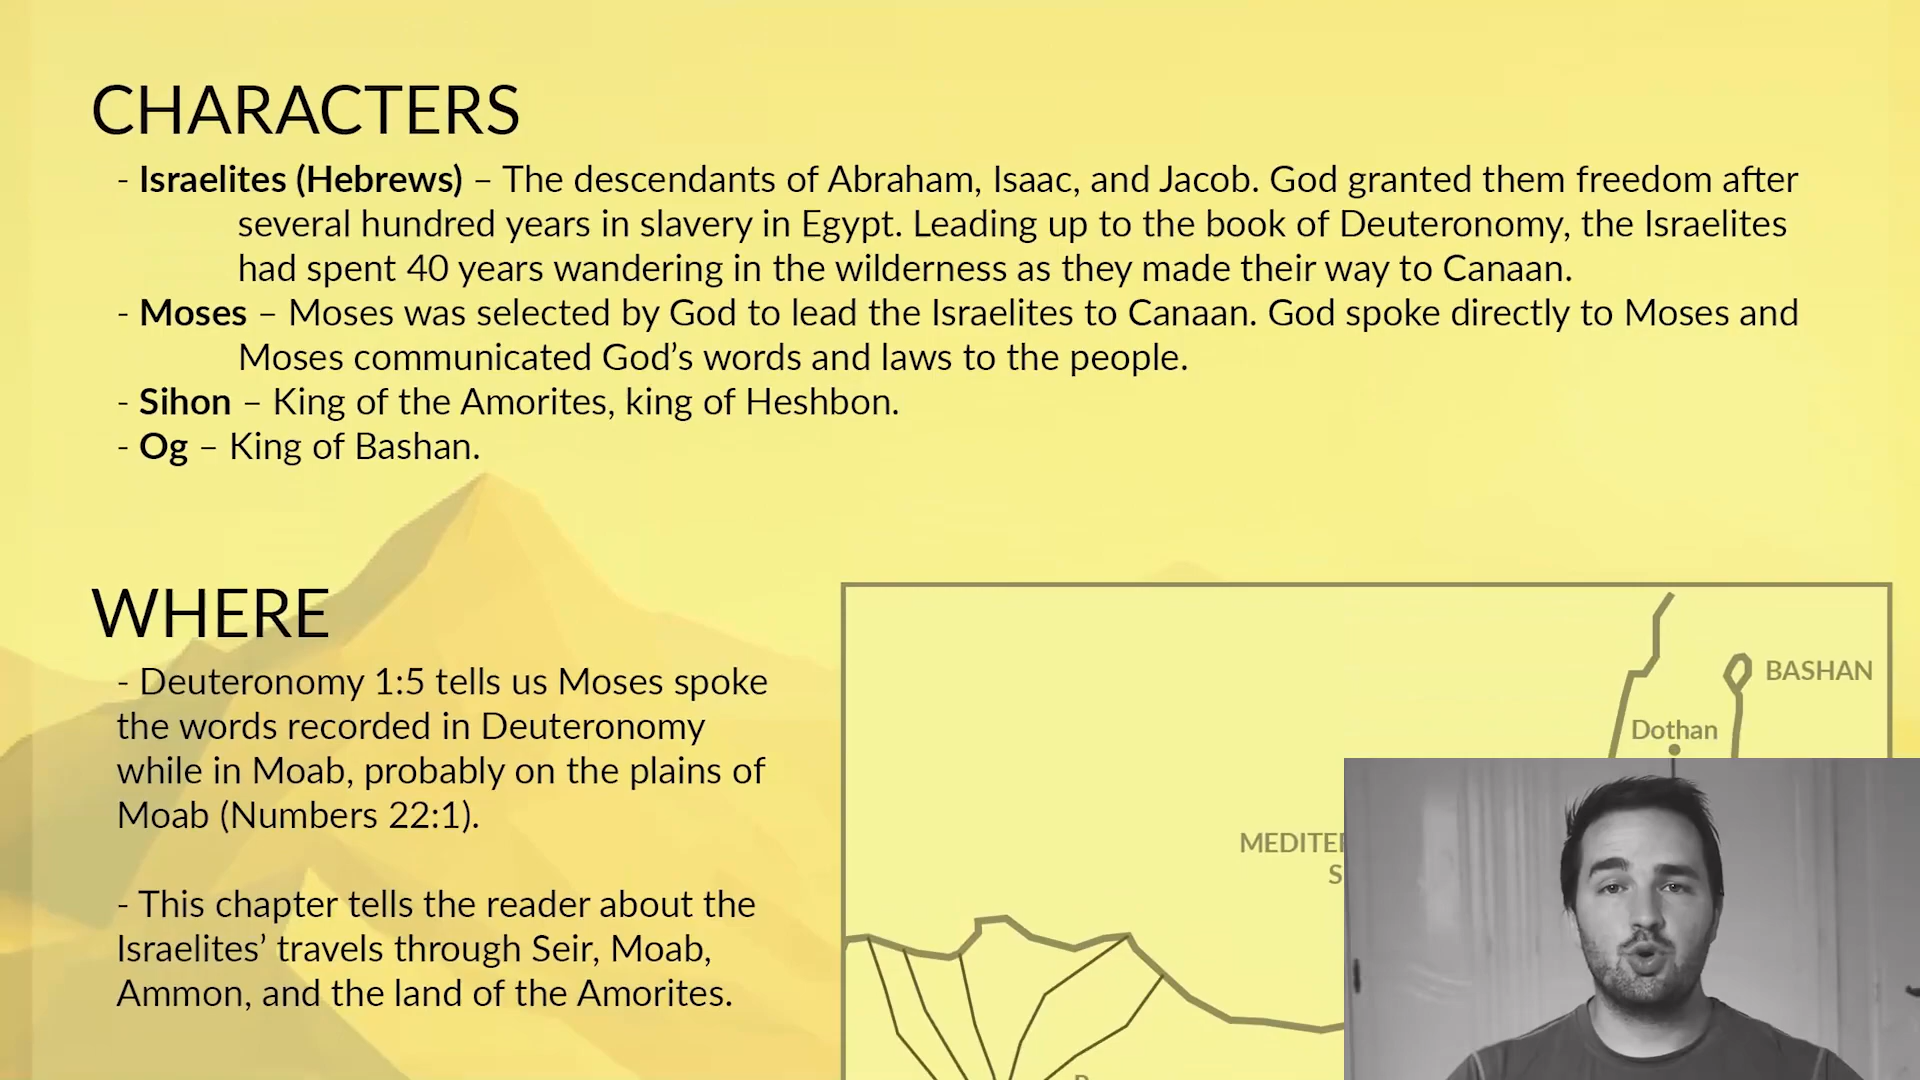 CHARACTERS
- Israelites (Hebrews) – The descendants of Abraham, Isaac, and Jacob. God granted them freedom after
several hundred years in slavery in Egypt. Leading up to the book of Deuteronomy, the Israelites
had spent 40 years wandering in the wilderness as they made their way to Canaan.
- Moses – Moses was selected by God to lead the Israelites to Canaan. God spoke directly to Moses and
Moses communicated God's words and laws to the people.
- Sihon – King of the Amorites, king of Heshbon.
- Og – King of Bashan.
WHERE
- Deuteronomy 1:5 tells us Moses spoke
the words recorded in Deuteronomy
while in Moab, probably on the plains of
Moab (Numbers 22:1).
- This chapter tells the reader about the
Israelites' travels through Seir, Moab,
Ammon, and the land of the Amorites.
BASHAN
Dothan